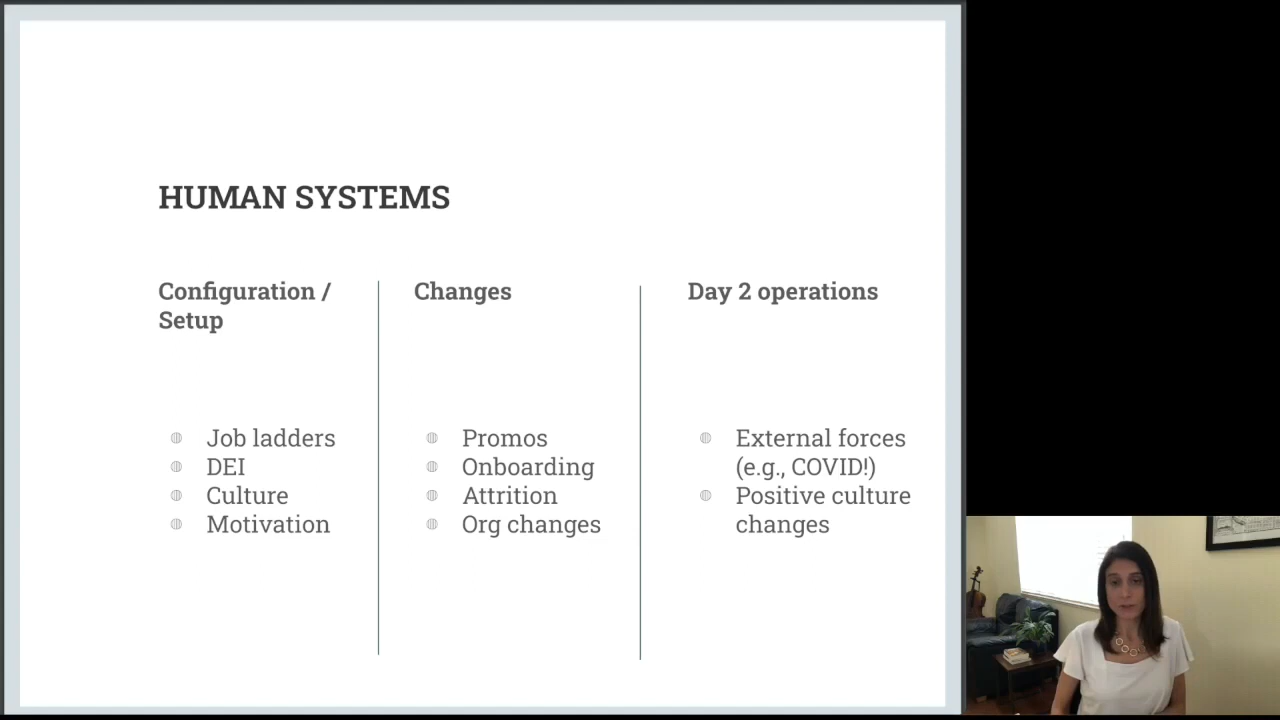 HUMAN SYSTEMS
Configuration /
Setup
Job ladders
DEI
Culture
Motivation
Changes
Promos
Onboarding
Attrition
Org changes
Day 2 operations
External forces
(e.g., COVID!)
Positive culture
changes